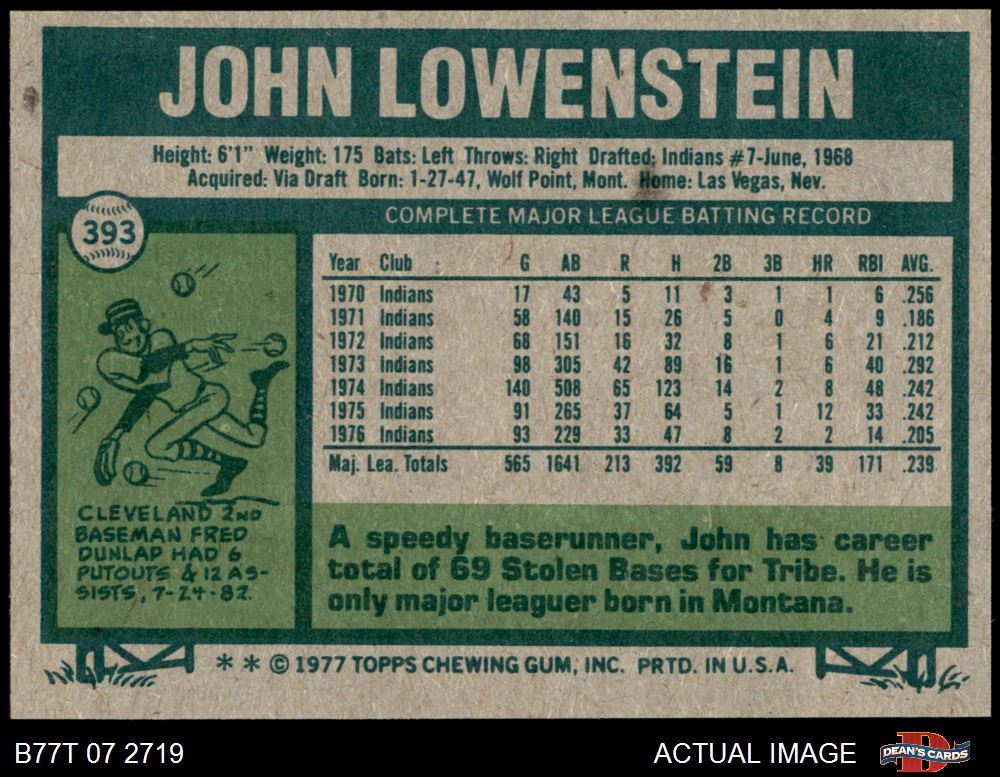 JOHN LOWENSTEIN
Height: 6'1" Weight: 175 Bats: Left Throws: Right Drafted: Indians #7-June, 1968
Acquired: Via Draft Born: 1-27-47, Wolf Point, Mont. Home: Las Vegas, Nev.
393
COMPLETE MAJOR LEAGUE BATTING RECORD
Year Club G AB R H 2B 3B HR RBI AVG.
1970 Indians 17 43 5 11 3 1 1 6 .256
1971 Indians 58 140 15 26 5 0 4 9 .186
1972 Indians 68 151 16 32 8 1 6 21 .212
1973 Indians 98 305 42 89 16 1 6 40 .292
1974 Indians 140 508 65 123 14 2 8 48 .242
1975 Indians 91 265 37 64 5 1 12 33 .242
1976 Indians 93 229 33 47 8 2 2 14 .205
Maj. Lea. Totals 565 1641 213 392 59 8 39 171 .239
CLEVELAND 2ND
BASEMAN FRED
DUNLAP HAD 6
PUTOUTS & 12 AS-
SISTS, 7-24-82.
A speedy baserunner, John has career
total of 69 Stolen Bases for Tribe. He is
only major leaguer born in Montana.
* * © 1977 TOPPS CHEWING GUM, INC. PRTD. IN U.S.A.
B77T 07 2719
ACTUAL IMAGE
DEAN'S CARDS